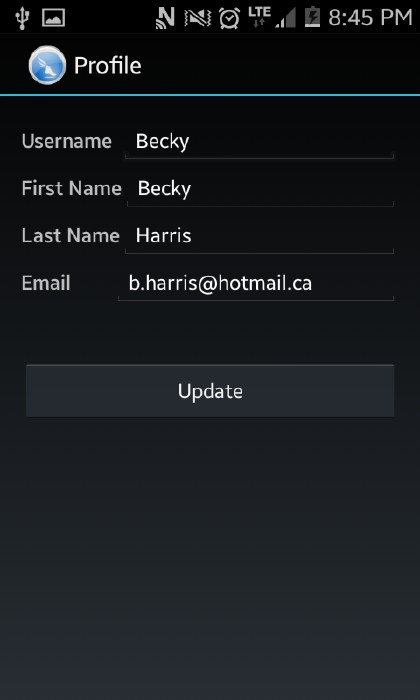 LTE 8:45 PM
Profile
Username Becky
First Name Becky
Last Name Harris
Email b.harris@hotmail.ca
Update